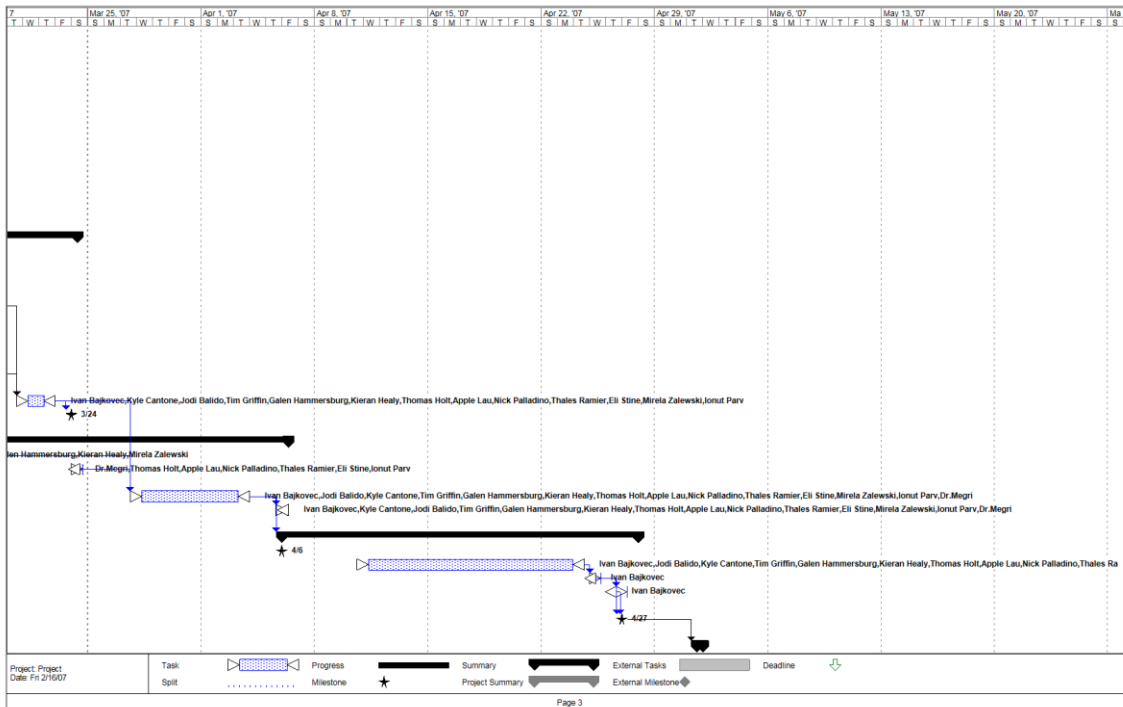 7 Mar 25, '07 Apr 1, '07 Apr 8, '07 Apr 15, '07 Apr 22, '07 Apr 29, '07 May 6, '07 May 13, '07 May 20, '07 Ma
T W T F S S M T W T F S S M T W T F S S M T W T F S S M T W T F S S M T W T F S S M T W T F S S M T W T F S S M T W T F S S M T W T F S S
Ivan Bajkovec,Kyle Cantone,Jodi Balido,Tim Griffin,Galen Hammersburg,Kieran Healy,Thomas Holt,Apple Lau,Nick Palladino,Thales Ramier,Eli Stine,Mirela Zalewski,Ionut Parv
3/24
len Hammersburg,Kieran Healy,Mirela Zalewski
Dr.Megri,Thomas Holt,Apple Lau,Nick Palladino,Thales Ramier,Eli Stine,Ionut Parv
Ivan Bajkovec,Jodi Balido,Kyle Cantone,Tim Griffin,Galen Hammersburg,Kieran Healy,Thomas Holt,Apple Lau,Nick Palladino,Thales Ramier,Eli Stine,Mirela Zalewski,Ionut Parv,Dr.Megri
Ivan Bajkovec,Kyle Cantone,Jodi Balido,Tim Griffin,Galen Hammersburg,Kieran Healy,Thomas Holt,Apple Lau,Nick Palladino,Thales Ramier,Eli Stine,Mirela Zalewski,Ionut Parv,Dr.Megri
4/6
Ivan Bajkovec,Jodi Balido,Kyle Cantone,Tim Griffin,Galen Hammersburg,Kieran Healy,Thomas Holt,Apple Lau,Nick Palladino,Thales Ra
Ivan Bajkovec
Ivan Bajkovec
4/27
Project: Project
Date: Fri 2/16/07
Task Progress Summary External Tasks Deadline
Split Milestone Project Summary External Milestone
Page 3